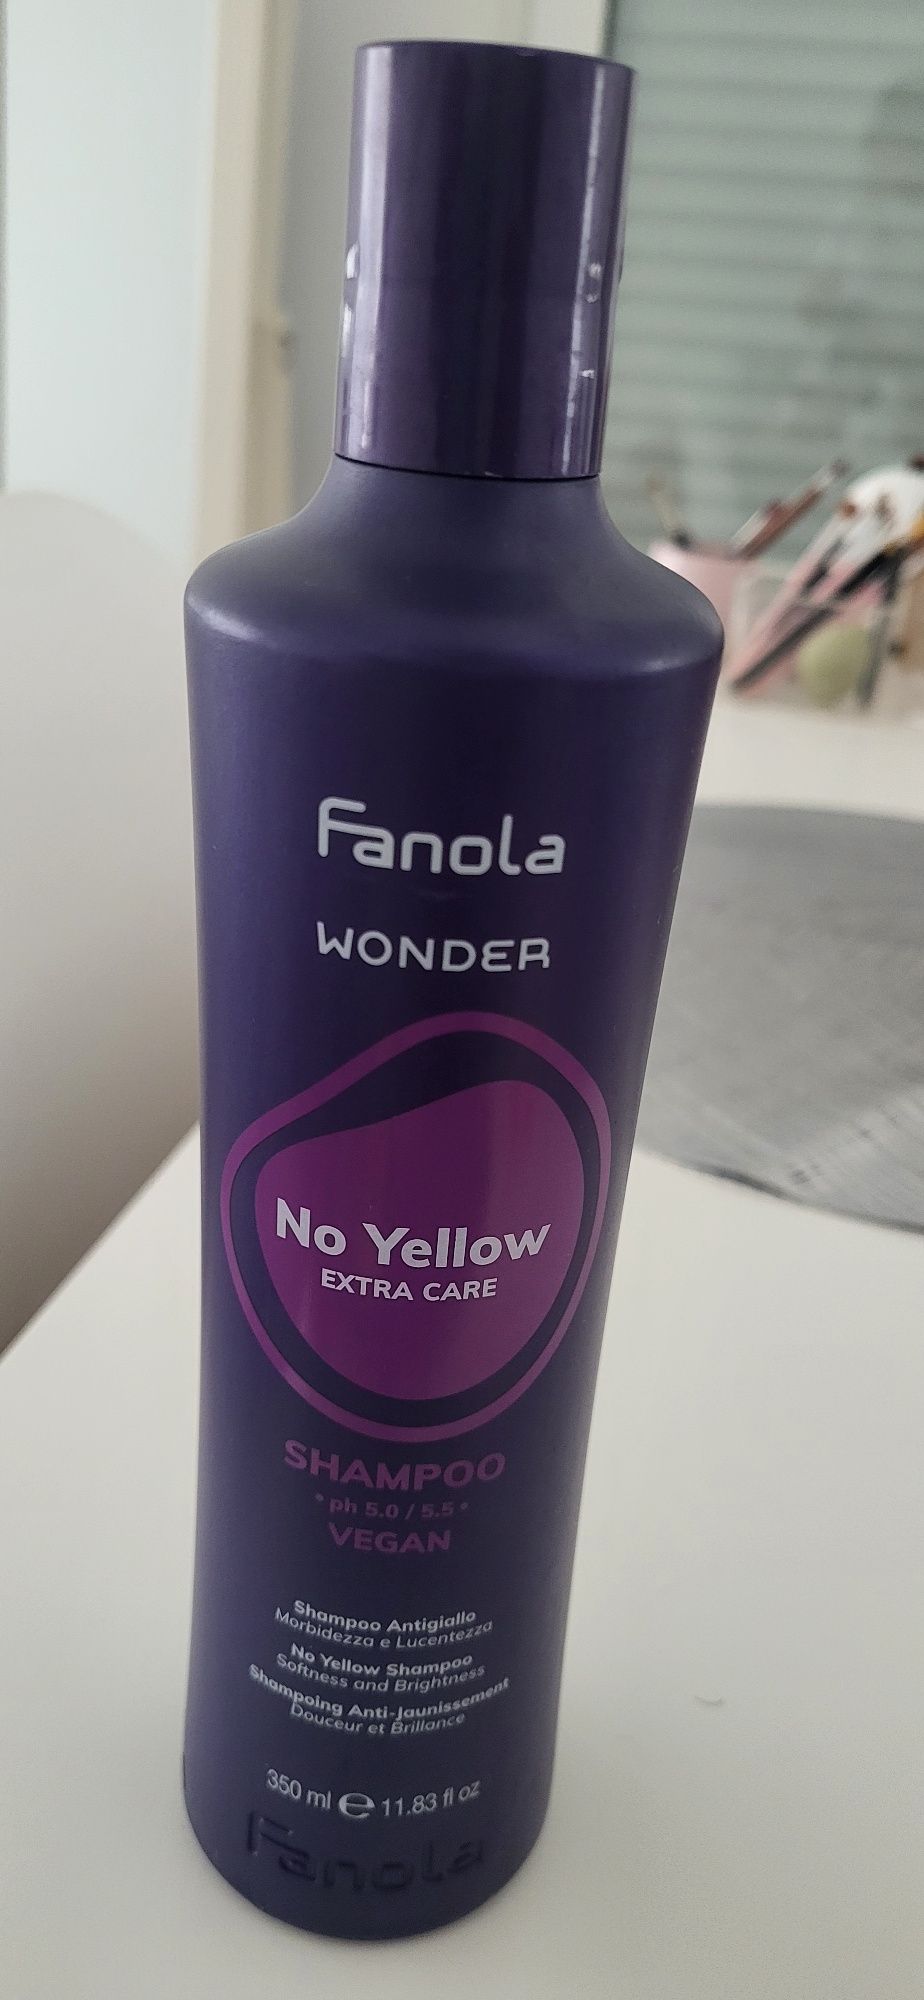 Fanola
WONDER
No Yellow
EXTRA CARE
SHAMPOO
° ph 5.0 / 5.5 °
VEGAN
Shampoo Antigiallo
Morbidezza e Lucentezza
No Yellow Shampoo
Softness and Brightness
Shampoing Anti-Jaunissement
Douceur et Brillance
350 ml ℮ 11.83 fl oz
Fanola